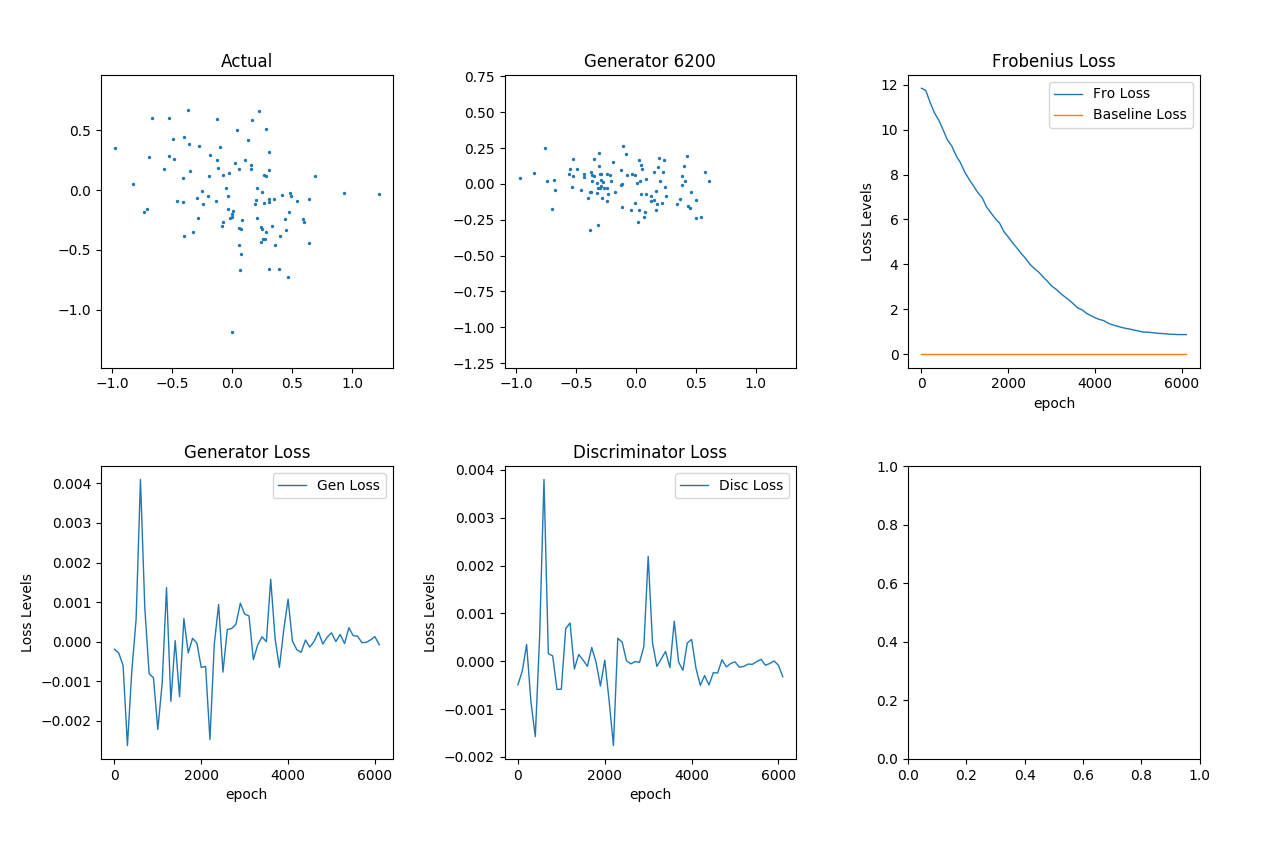 Actual
0.5
0.0
−0.5
−1.0
−1.0 −0.5 0.0 0.5 1.0
Generator 6200
0.75
0.50
0.25
0.00
−0.25
−0.50
−0.75
−1.00
−1.25
−1.0 −0.5 0.0 0.5 1.0
Frobenius Loss
Fro Loss
Baseline Loss
Loss Levels
12
10
8
6
4
2
0
0 2000 4000 6000
epoch
Generator Loss
Gen Loss
Loss Levels
0.004
0.003
0.002
0.001
0.000
−0.001
−0.002
0 2000 4000 6000
epoch
Discriminator Loss
Disc Loss
Loss Levels
0.004
0.003
0.002
0.001
0.000
−0.001
−0.002
0 2000 4000 6000
epoch
1.0
0.8
0.6
0.4
0.2
0.0
0.0 0.2 0.4 0.6 0.8 1.0